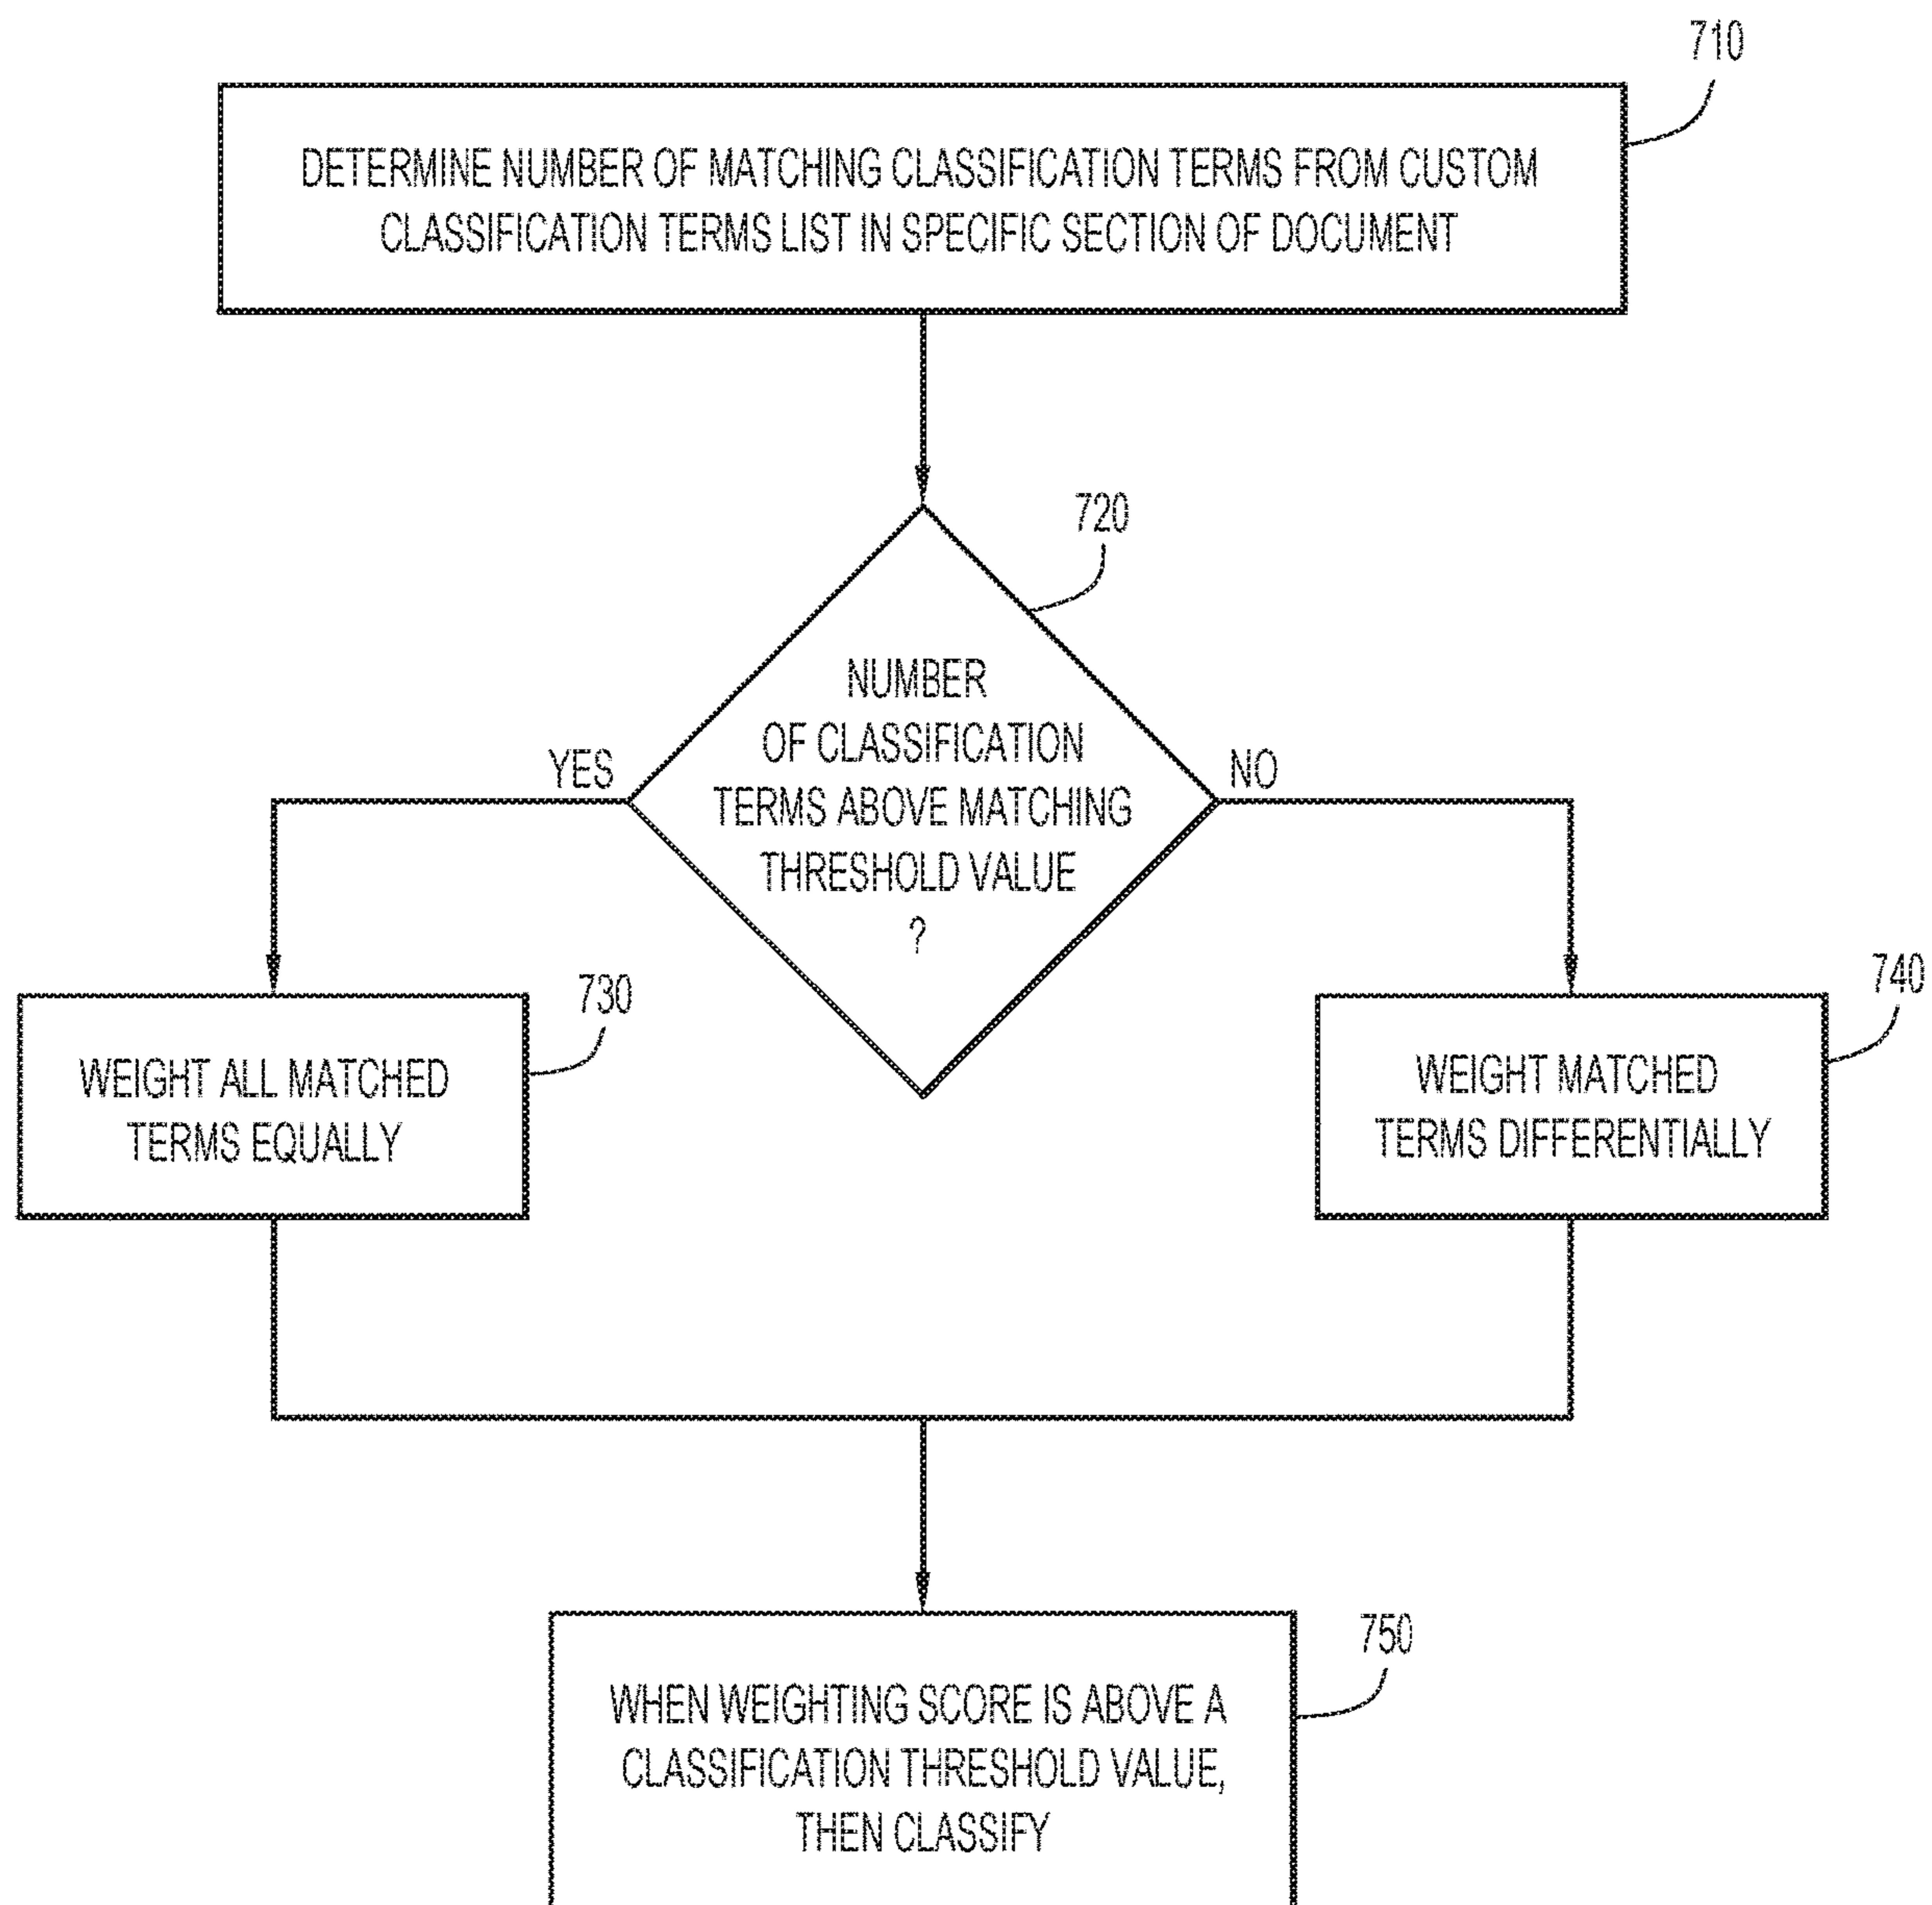 710
DETERMINE NUMBER OF MATCHING CLASSIFICATION TERMS FROM CUSTOM
CLASSIFICATION TERMS LIST IN SPECIFIC SECTION OF DOCUMENT
720
NUMBER
OF CLASSIFICATION
TERMS ABOVE MATCHING
THRESHOLD VALUE
?
YES
NO
730
WEIGHT ALL MATCHED
TERMS EQUALLY
740
WEIGHT MATCHED
TERMS DIFFERENTIALLY
750
WHEN WEIGHTING SCORE IS ABOVE A
CLASSIFICATION THRESHOLD VALUE,
THEN CLASSIFY